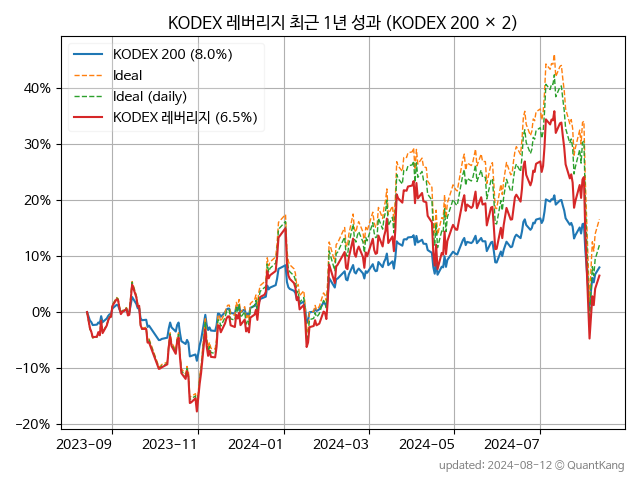 KODEX 레버리지 최근 1년 성과 (KODEX 200 × 2)
KODEX 200 (8.0%)
Ideal
Ideal (daily)
KODEX 레버리지 (6.5%)
40%
30%
20%
10%
0%
−10%
−20%
2023-09 2023-11 2024-01 2024-03 2024-05 2024-07
updated: 2024-08-12 © QuantKang